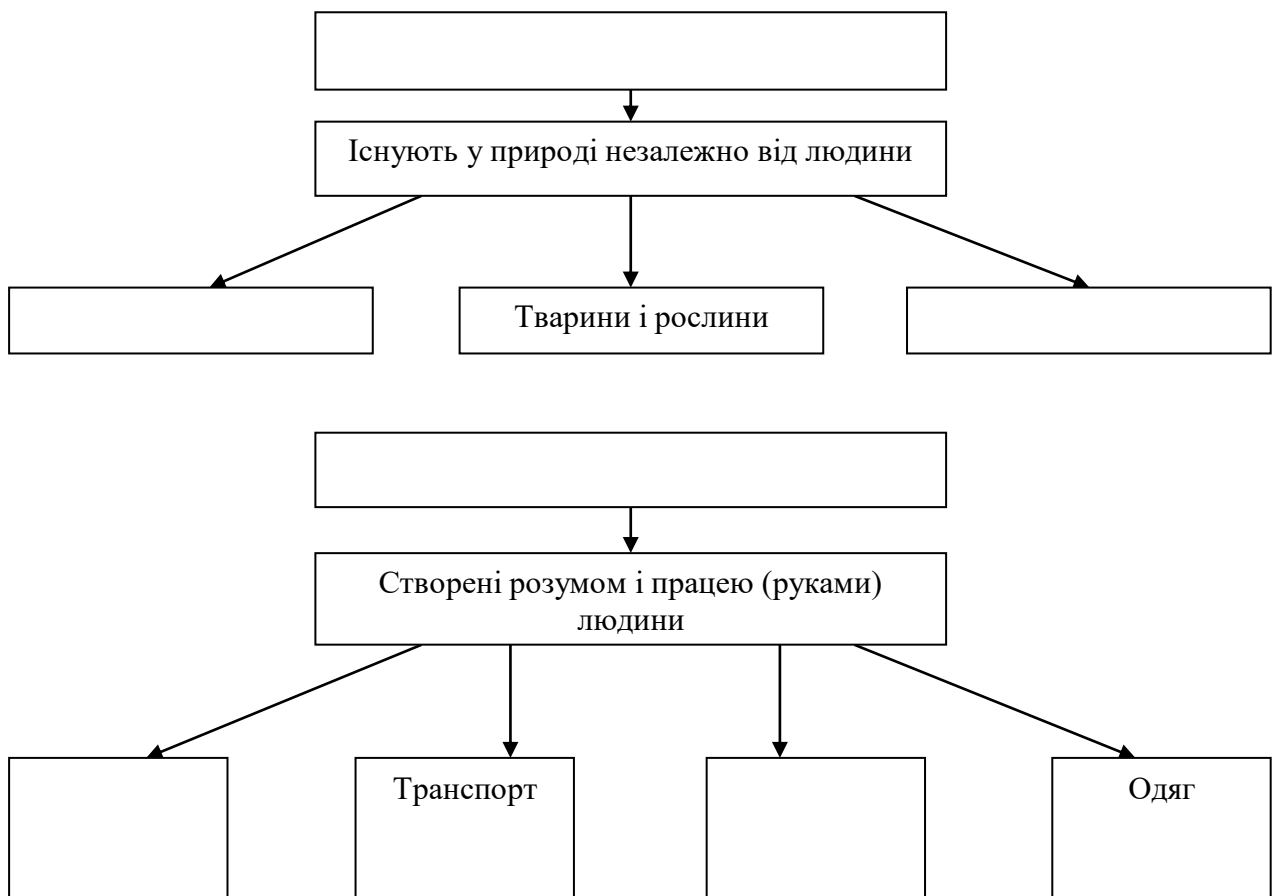 Існують у природі незалежно від людини
Тварини і рослини
Створені розумом і працею (руками)
людини
Транспорт
Одяг